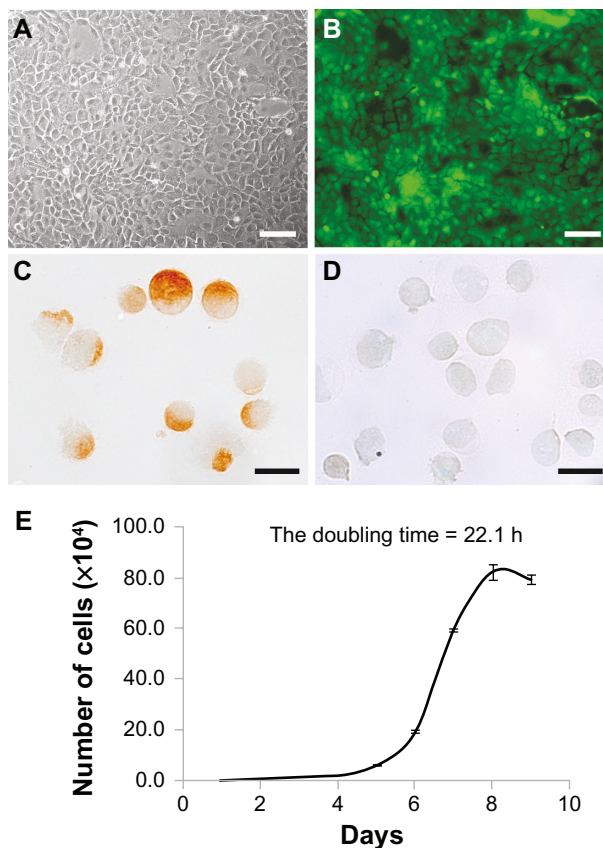 A
B
C
D
E
The doubling time = 22.1 h
Number of cells (×10⁴)
100.0
80.0
60.0
40.0
20.0
0.0
0 2 4 6 8 10
Days